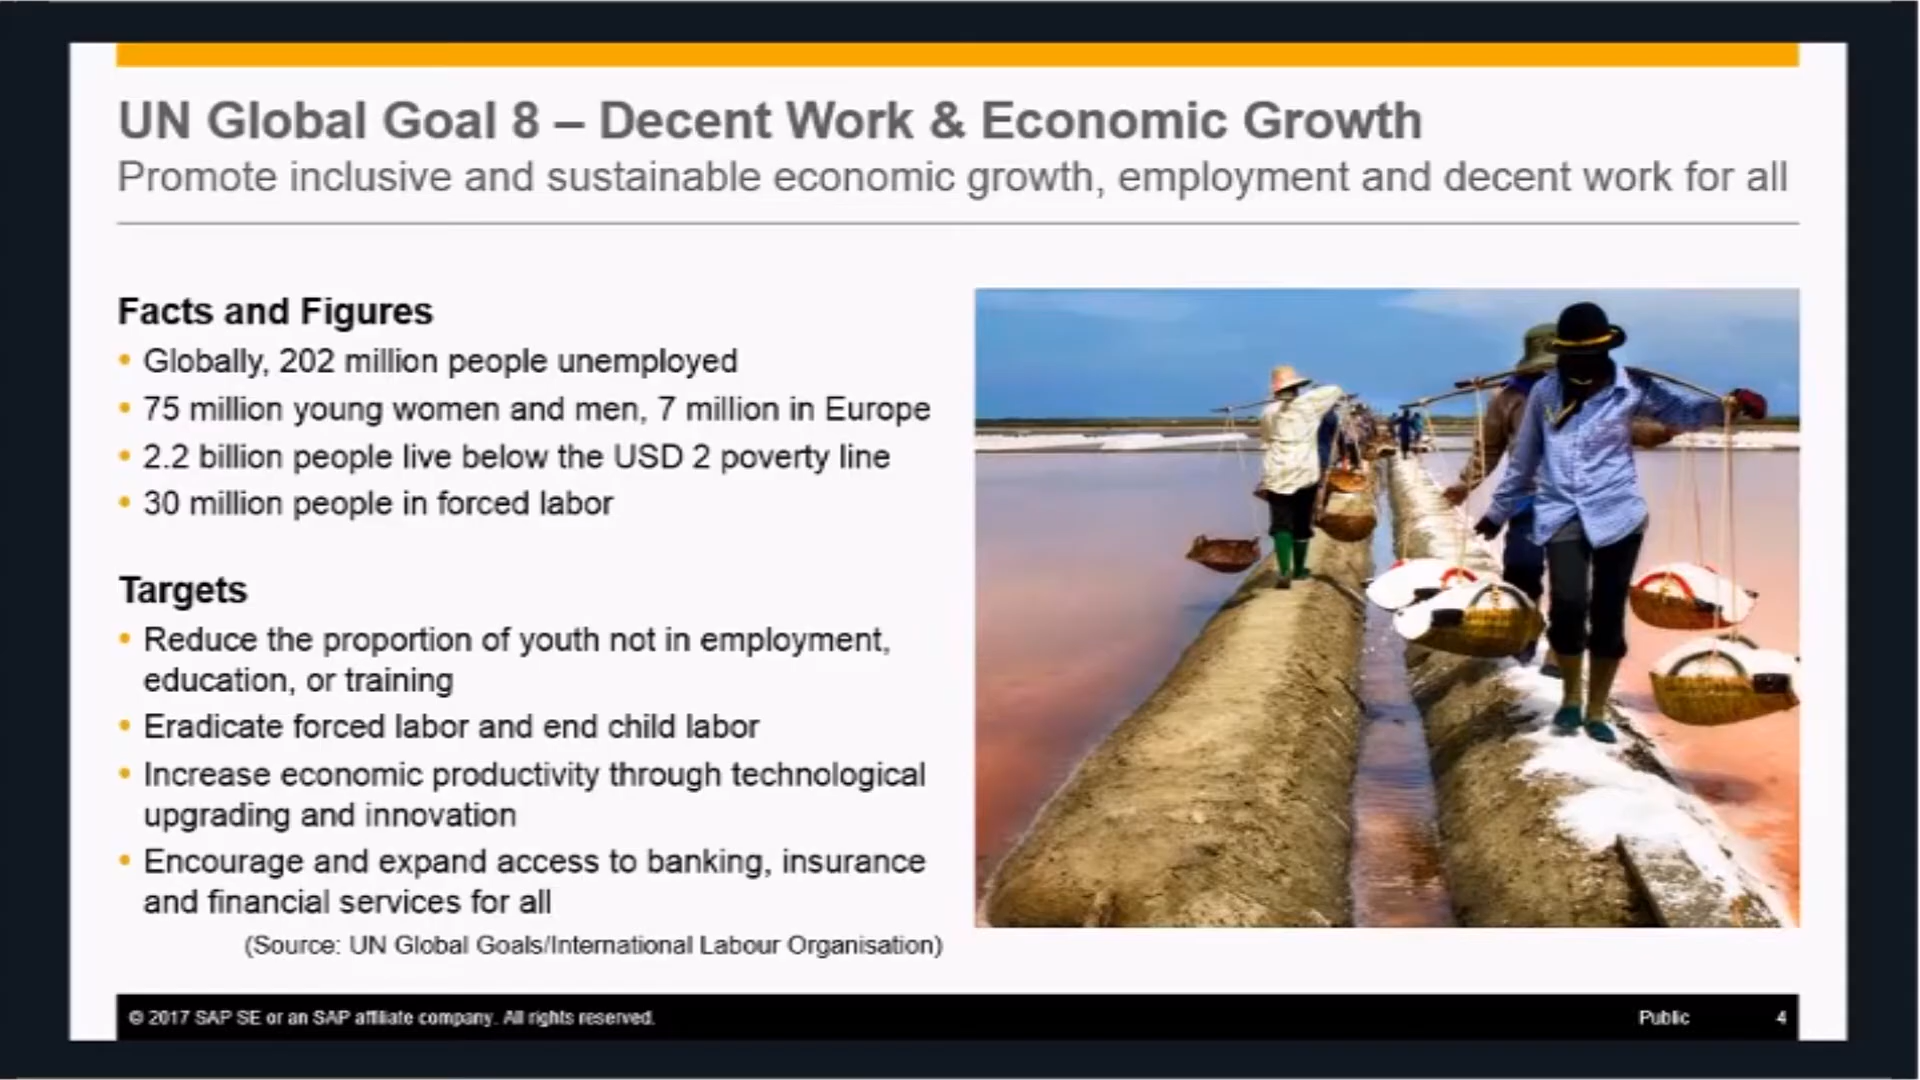 UN Global Goal 8 – Decent Work & Economic Growth
Promote inclusive and sustainable economic growth, employment and decent work for all
Facts and Figures
• Globally, 202 million people unemployed
• 75 million young women and men, 7 million in Europe
• 2.2 billion people live below the USD 2 poverty line
• 30 million people in forced labor
Targets
• Reduce the proportion of youth not in employment,
education, or training
• Eradicate forced labor and end child labor
• Increase economic productivity through technological
upgrading and innovation
• Encourage and expand access to banking, insurance
and financial services for all
(Source: UN Global Goals/International Labour Organisation)
© 2017 SAP SE or an SAP affiliate company. All rights reserved.
Public 4